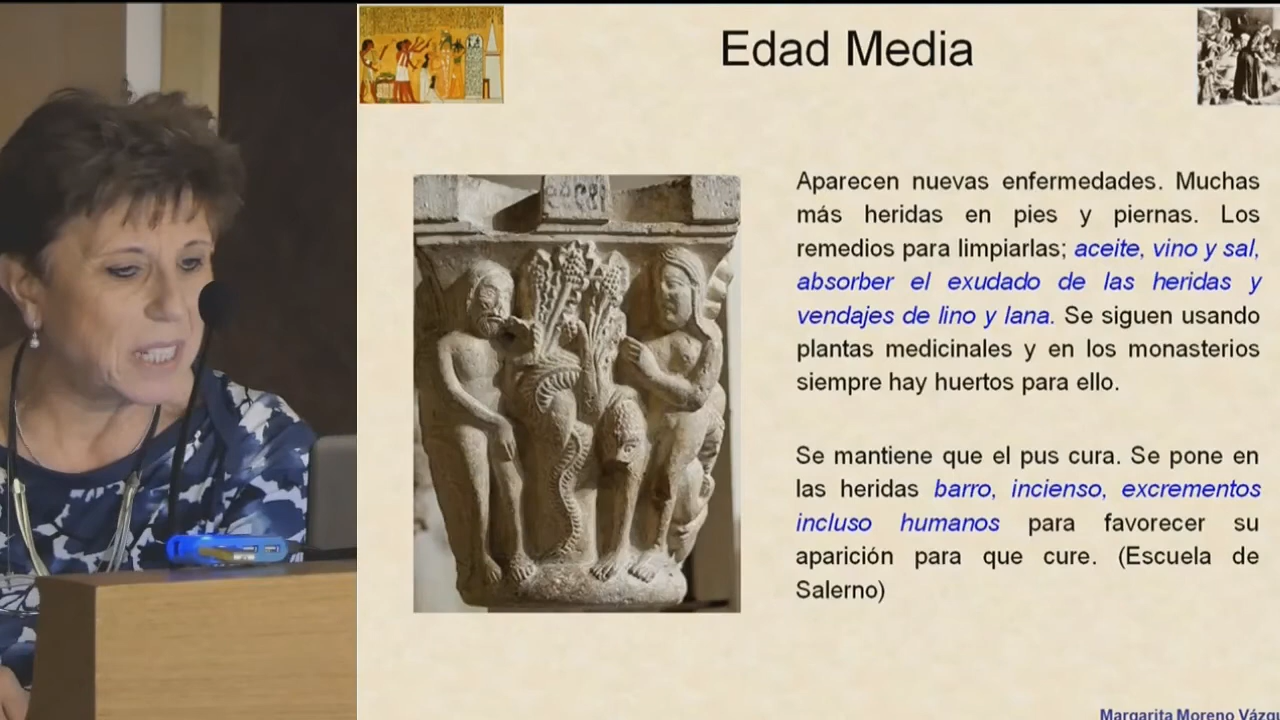 Edad Media
Aparecen nuevas enfermedades. Muchas
más heridas en pies y piernas. Los
remedios para limpiarlas; aceite, vino y sal,
absorber el exudado de las heridas y
vendajes de lino y lana. Se siguen usando
plantas medicinales y en los monasterios
siempre hay huertos para ello.
Se mantiene que el pus cura. Se pone en
las heridas barro, incienso, excrementos
incluso humanos para favorecer su
aparición para que cure. (Escuela de
Salerno)
Margarita Moreno